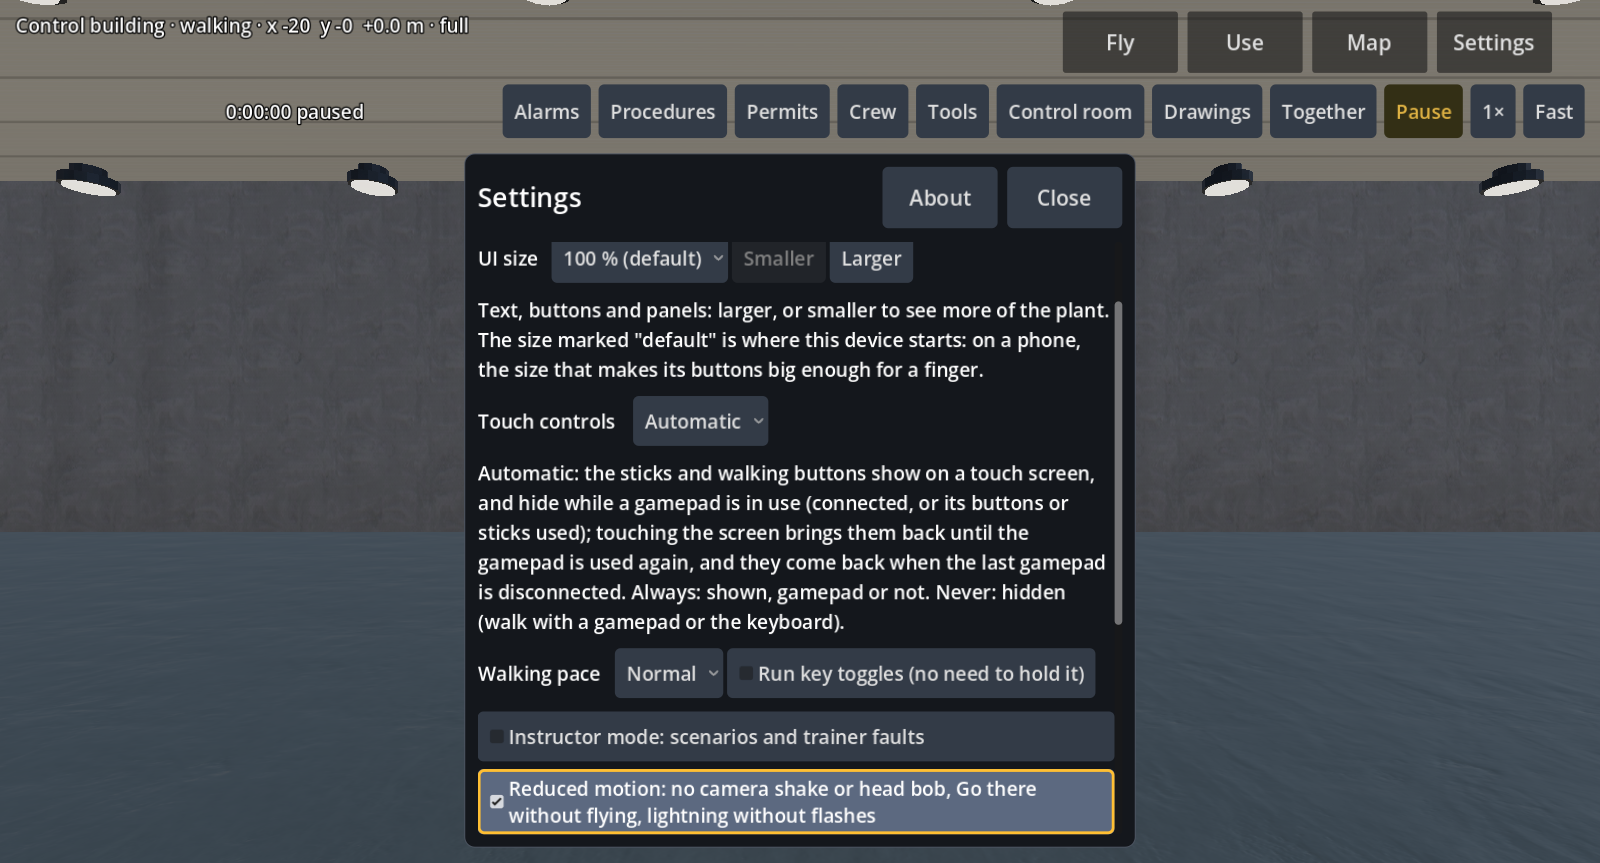 Control building · walking · x -20 y -0 +0.0 m · full
Fly
Use
Map
Settings
0:00:00 paused
Alarms
Procedures
Permits
Crew
Tools
Control room
Drawings
Together
Pause
1×
Fast
Settings
About
Close
UI size
100 % (default)
Smaller
Larger
Text, buttons and panels: larger, or smaller to see more of the plant.
The size marked "default" is where this device starts: on a phone,
the size that makes its buttons big enough for a finger.
Touch controls
Automatic
Automatic: the sticks and walking buttons show on a touch screen,
and hide while a gamepad is in use (connected, or its buttons or
sticks used); touching the screen brings them back until the
gamepad is used again, and they come back when the last gamepad
is disconnected. Always: shown, gamepad or not. Never: hidden
(walk with a gamepad or the keyboard).
Walking pace
Normal
Run key toggles (no need to hold it)
Instructor mode: scenarios and trainer faults
Reduced motion: no camera shake or head bob, Go there
without flying, lightning without flashes